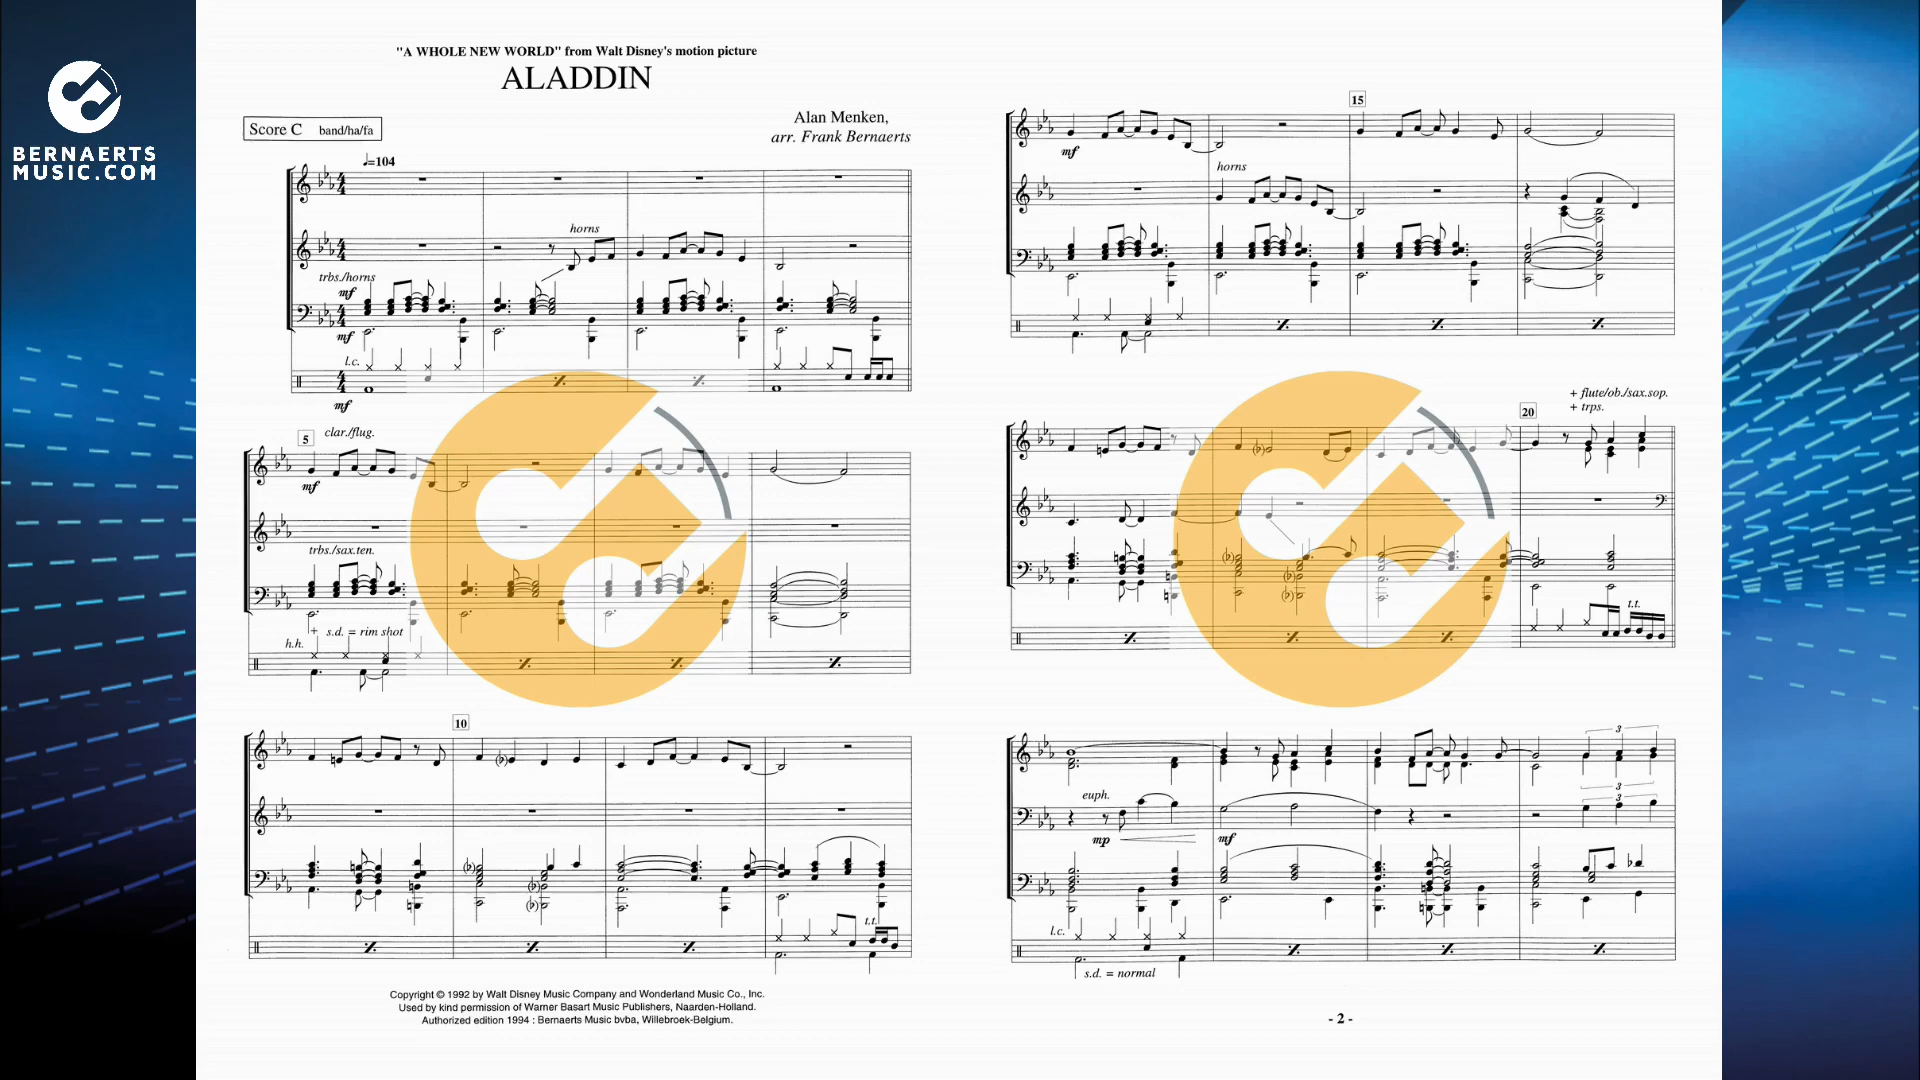 BERNAERTS
MUSIC.COM
"A WHOLE NEW WORLD" from Walt Disney's motion picture
ALADDIN
Score C band/ha/fa
Alan Menken,
arr. Frank Bernaerts
♩=104
horns
trbs./horns
mf
mf
l.c.
mf
5
clar./flug.
mf
trbs./sax.ten.
+ s.d. = rim shot
h.h.
10
t.t.
Copyright © 1992 by Walt Disney Music Company and Wonderland Music Co., Inc.
Used by kind permission of Warner Basart Music Publishers, Naarden-Holland.
Authorized edition 1994 : Bernaerts Music bvba, Willebroek-Belgium.
15
mf
horns
+ flute/ob./sax.sop.
20
+ trps.
t.t.
3
3
euph.
3
mp
mf
l.c.
s.d. = normal
- 2 -